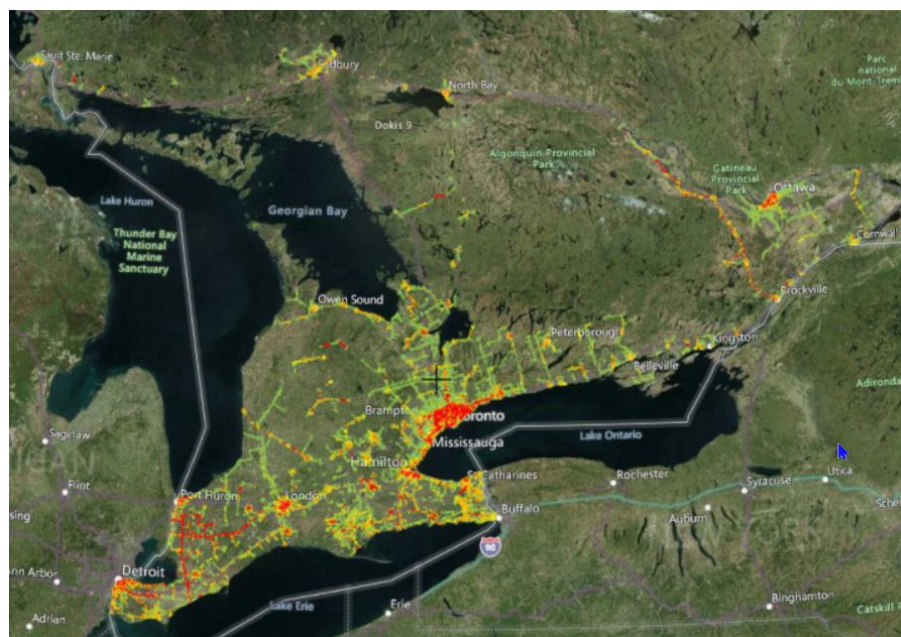 Sault Ste. Marie
Sudbury
North Bay
Parc
national
du Mont-Trem
Dokis 9
Algonquin Provincial
Park
Gatineau
Provincial
Park
Ottawa
Lake Huron
Georgian Bay
Thunder Bay
National
Marine
Sanctuary
Cornwall
Brockville
Owen Sound
Peterborough
Kingston
Belleville
Adironda
Brampton
Toronto
Mississauga
Lake Ontario
Saginaw
Hamilton
St Catharines
Rochester
Utica
Flint
Syracuse
Port Huron
London
sing
Buffalo
Auburn
Sche
90
Detroit
nn Arbor
Lake Erie
Erie
Binghamton
Catskill P
Adrian